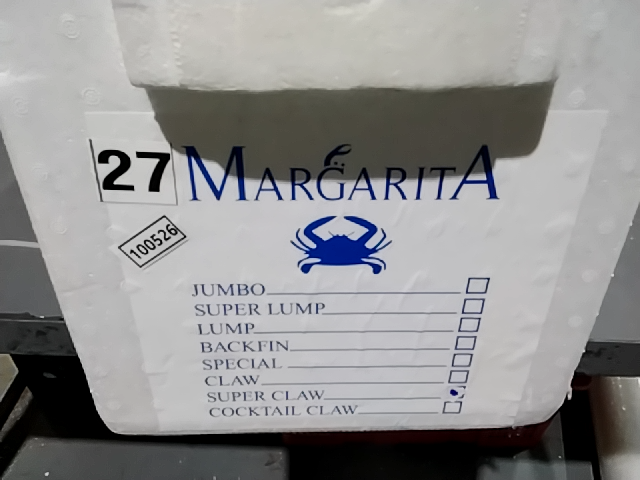 27
MARGARITA
100526
JUMBO
SUPER LUMP
LUMP
BACKFIN
SPECIAL
CLAW
SUPER CLAW
COCKTAIL CLAW